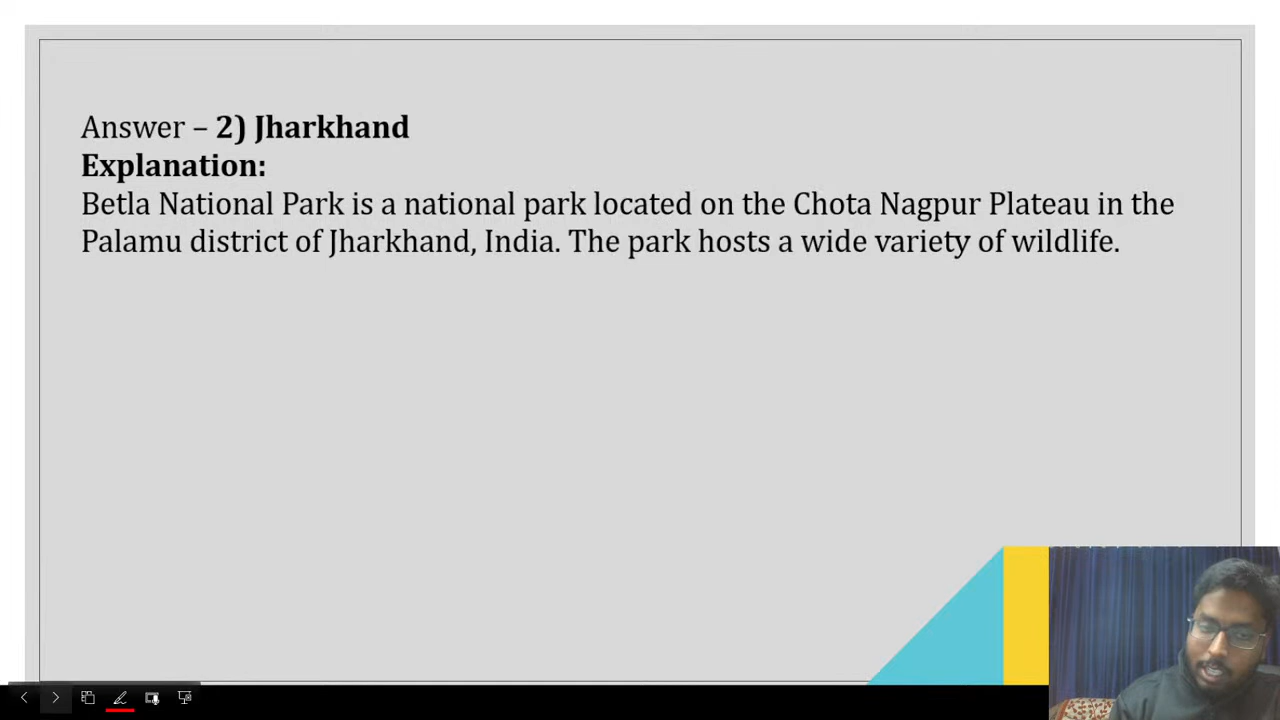 Answer – 2) Jharkhand
Explanation:
Betla National Park is a national park located on the Chota Nagpur Plateau in the
Palamu district of Jharkhand, India. The park hosts a wide variety of wildlife.